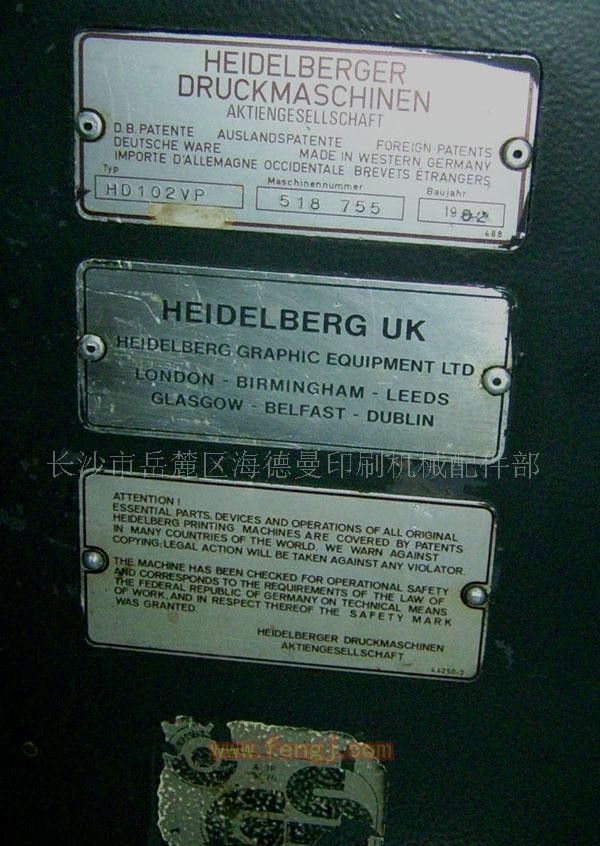 HEIDELBERGER
DRUCKMASCHINEN
AKTIENGESELLSCHAFT
D.B.PATENTE AUSLANDSPATENTE FOREIGN PATENTS
DEUTSCHE WARE MADE IN WESTERN GERMANY
IMPORTE D'ALLEMAGNE OCCIDENTALE BREVETS ÉTRANGERS
Typ Maschinennummer Baujahr
HD102VP 518 755 1982
488
HEIDELBERG UK
HEIDELBERG GRAPHIC EQUIPMENT LTD
LONDON - BIRMINGHAM - LEEDS
GLASGOW - BELFAST - DUBLIN
长沙市岳麓区海德曼印刷机械配件部
ATTENTION!
ESSENTIAL PARTS, DEVICES AND OPERATIONS OF ALL ORIGINAL
HEIDELBERG PRINTING MACHINES ARE COVERED BY PATENTS
IN MANY COUNTRIES OF THE WORLD. WE WARN AGAINST
COPYING; LEGAL ACTION WILL BE TAKEN AGAINST ANY VIOLATOR.
THE MACHINE HAS BEEN CHECKED FOR OPERATIONAL SAFETY
AND CORRESPONDS TO THE REQUIREMENTS OF THE LAW OF
THE FEDERAL REPUBLIC OF GERMANY ON TECHNICAL MEANS
OF WORK, AND IN RESPECT THEREOF THE SAFETY MARK
WAS GRANTED.
HEIDELBERGER DRUCKMASCHINEN
AKTIENGESELLSCHAFT
44250-2
www.fengj.com